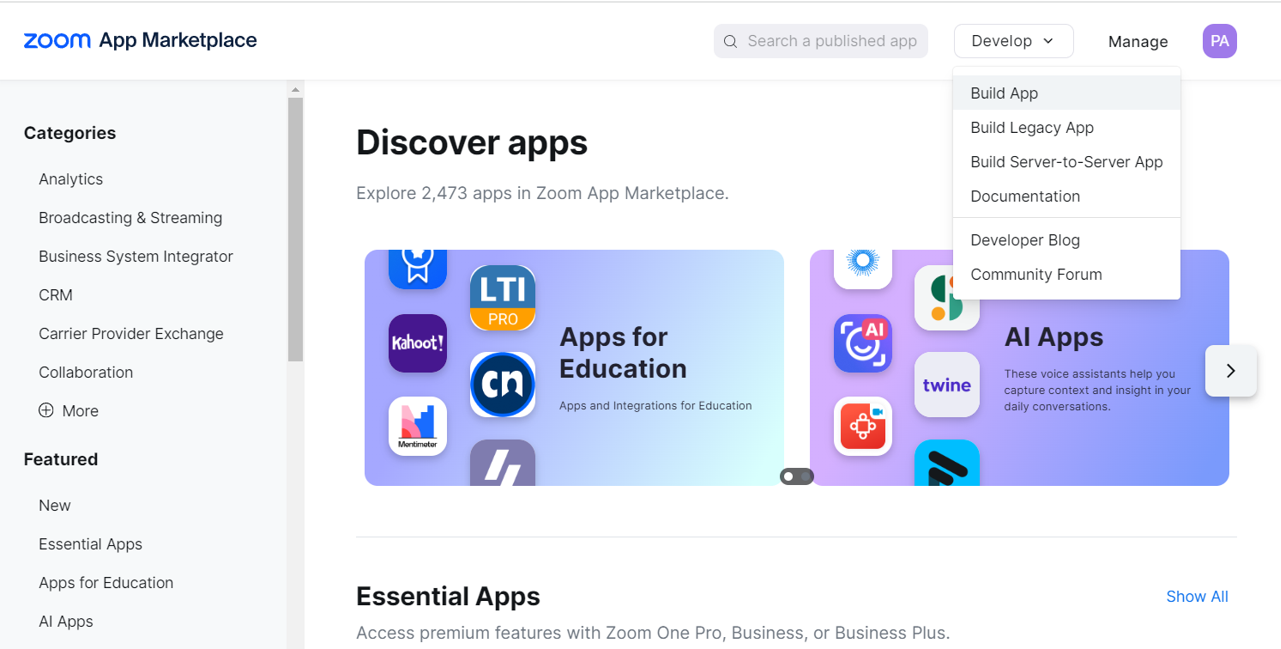 zoom App Marketplace
Search a published app
Develop
Manage
PA
Build App
Build Legacy App
Build Server-to-Server App
Documentation
Developer Blog
Community Forum
Categories
Analytics
Broadcasting & Streaming
Business System Integrator
CRM
Carrier Provider Exchange
Collaboration
More
Featured
New
Essential Apps
Apps for Education
AI Apps
Discover apps
Explore 2,473 apps in Zoom App Marketplace.
LTI
PRO
Kahoot!
cn
Mentimeter
Apps for
Education
Apps and Integrations for Education
AI
twine
AI Apps
These voice assistants help you
capture context and insight in your
daily conversations.
Essential Apps
Show All
Access premium features with Zoom One Pro, Business, or Business Plus.